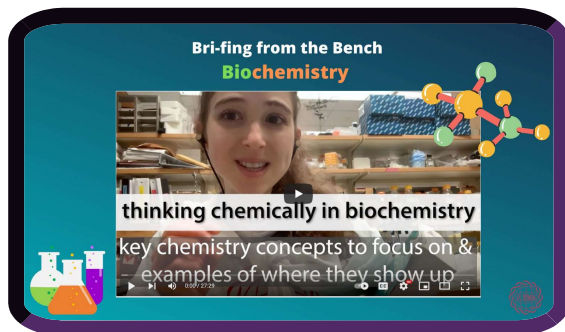 Bri-fing from the Bench
Biochemistry
thinking chemically in biochemistry
key chemistry concepts to focus on &
examples of where they show up
0:00 / 27:29